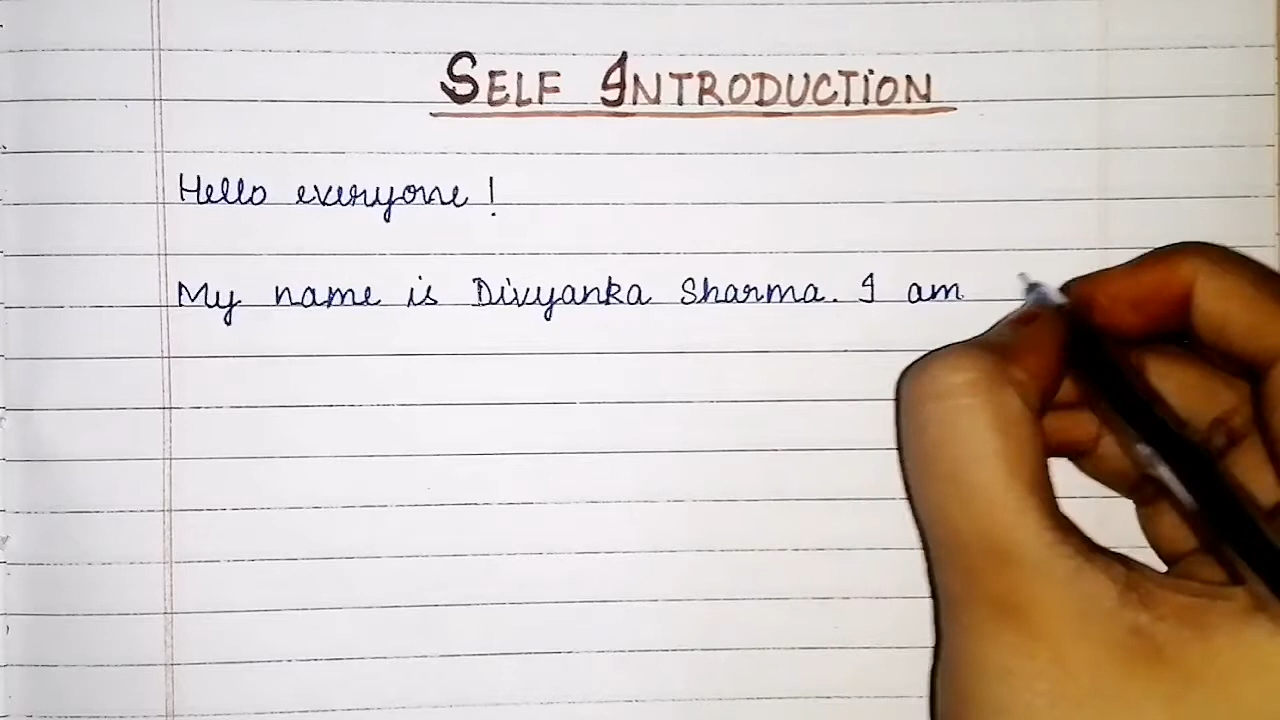 SELF INTRODUCTION
Hello everyone !
My name is Divyanka Sharma. I am